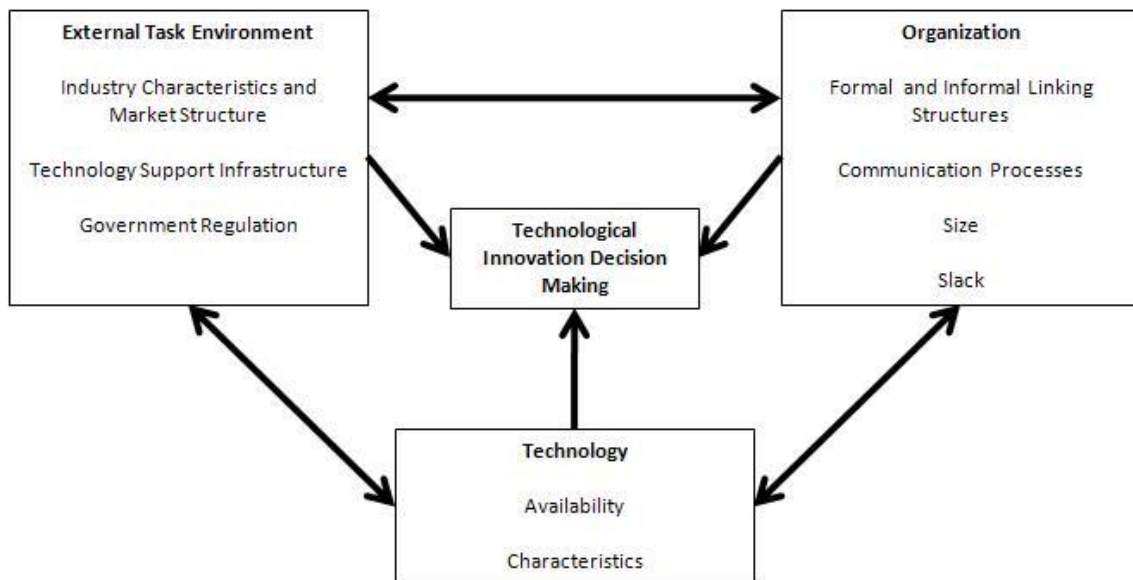 External Task Environment
Industry Characteristics and
Market Structure
Technology Support Infrastructure
Government Regulation
Organization
Formal and Informal Linking
Structures
Communication Processes
Size
Slack
Technological
Innovation Decision
Making
Technology
Availability
Characteristics